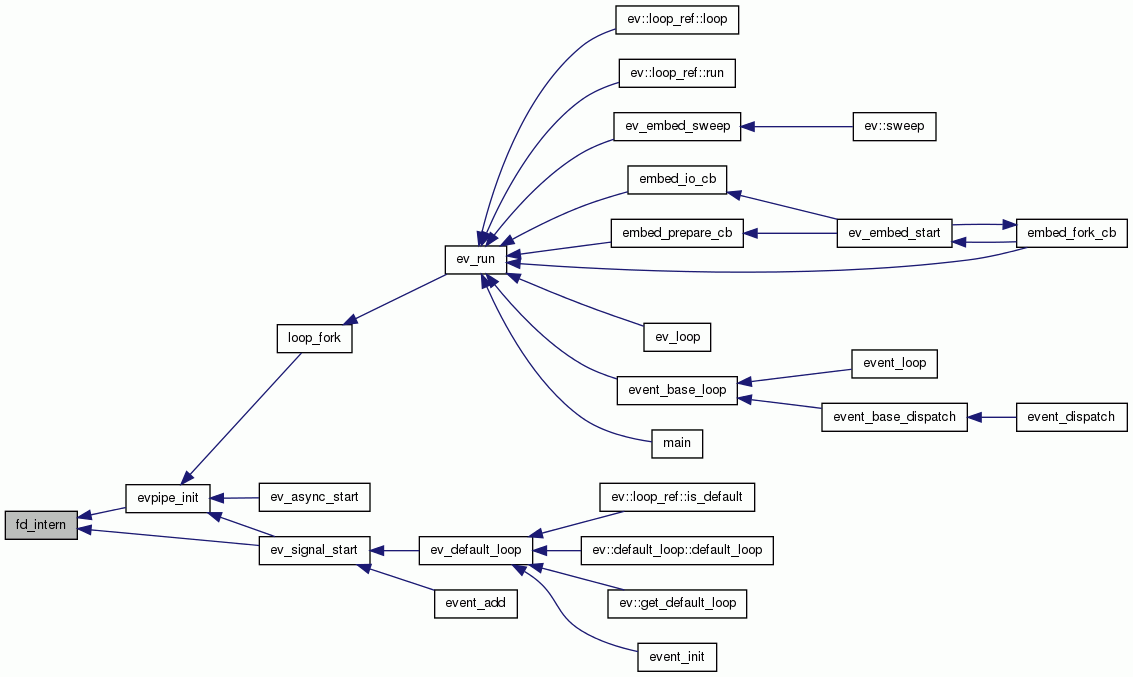 ev::loop_ref::loop
ev::loop_ref::run
ev_embed_sweep
ev::sweep
embed_io_cb
embed_prepare_cb
ev_embed_start
embed_fork_cb
ev_run
ev_loop
loop_fork
event_loop
event_base_loop
event_base_dispatch
event_dispatch
main
evpipe_init
ev_async_start
ev::loop_ref::is_default
fd_intern
ev_signal_start
ev_default_loop
ev::default_loop::default_loop
event_add
ev::get_default_loop
event_init